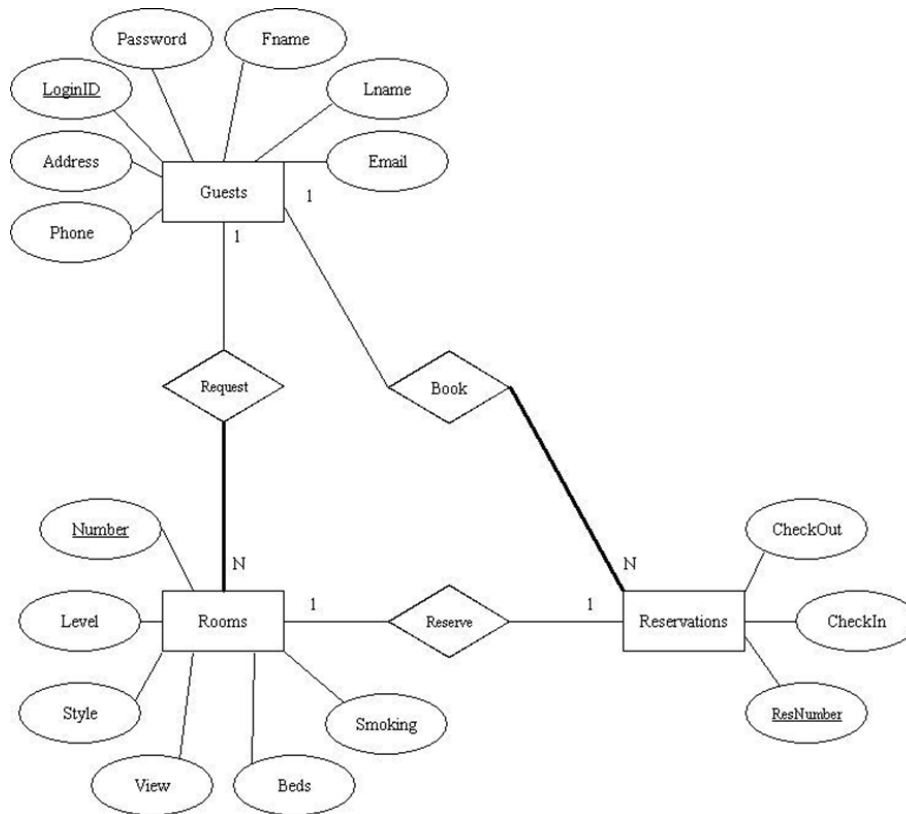 Password
Fname
LoginID
Lname
Address
Email
Guests
1
Phone
1
Request
Book
Number
CheckOut
N
N
Level
Rooms
1
Reserve
1
Reservations
CheckIn
Style
Smoking
ResNumber
View
Beds